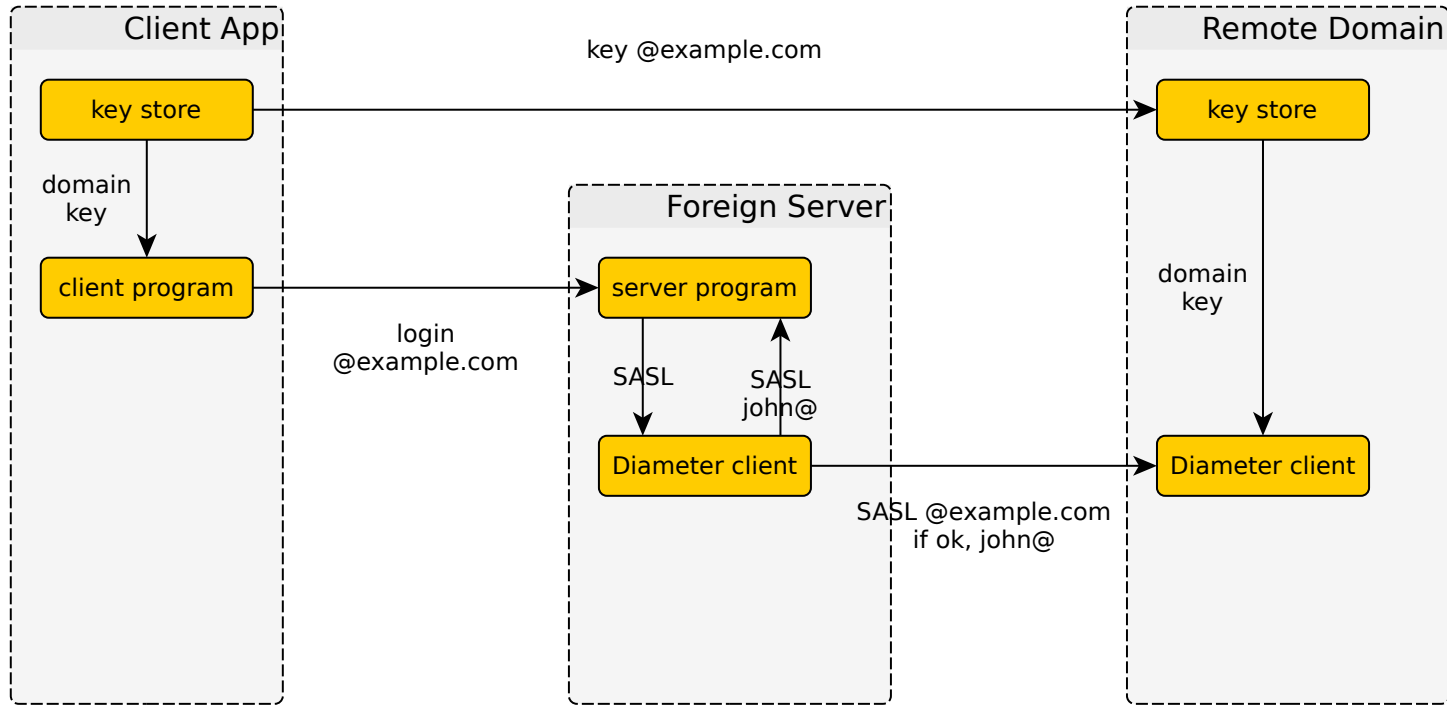 Client App
key @example.com
Remote Domain
key store
key store
domain
key
Foreign Server
client program
server program
domain
key
login
@example.com
SASL
SASL
john@
Diameter client
Diameter client
SASL @example.com
if ok, john@